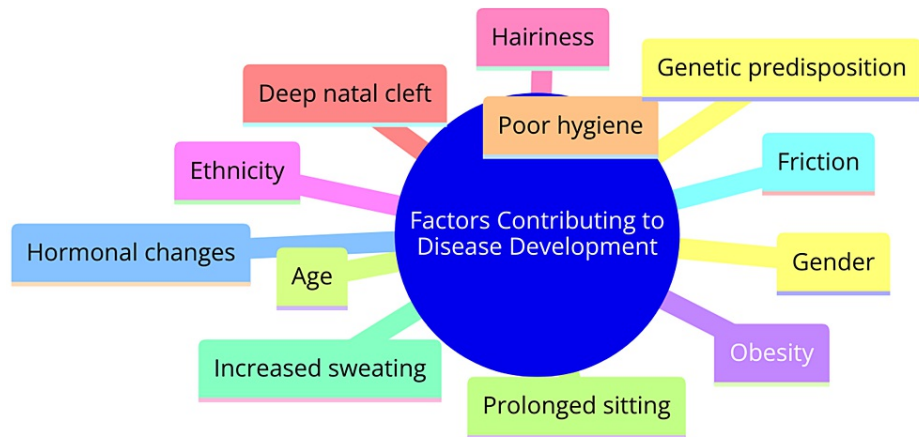 Hairiness
Genetic predisposition
Deep natal cleft
Poor hygiene
Ethnicity
Friction
Factors Contributing to
Disease Development
Hormonal changes
Age
Gender
Obesity
Increased sweating
Prolonged sitting